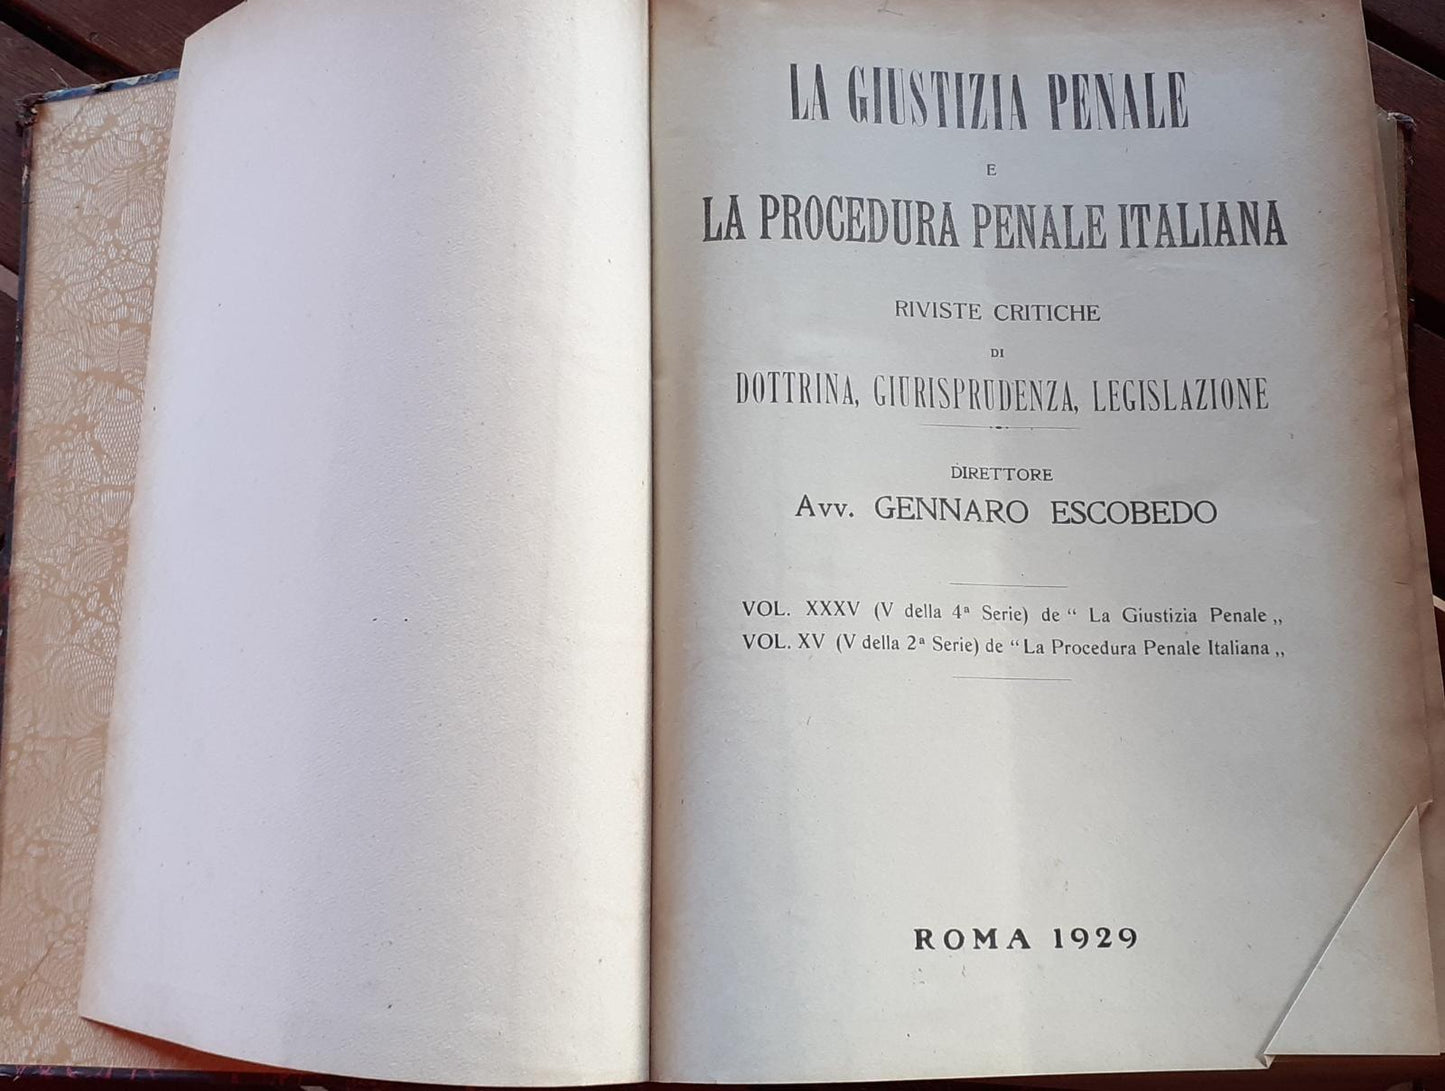 LA GIUSTIZIA PENALE
E
LA PROCEDURA PENALE ITALIANA
RIVISTE CRITICHE
DI
DOTTRINA, GIURISPRUDENZA, LEGISLAZIONE
DIRETTORE
Avv. GENNARO ESCOBEDO
VOL. XXXV (V della 4ª Serie) de “ La Giustizia Penale „
VOL. XV (V della 2ª Serie) de “ La Procedura Penale Italiana „
ROMA 1929